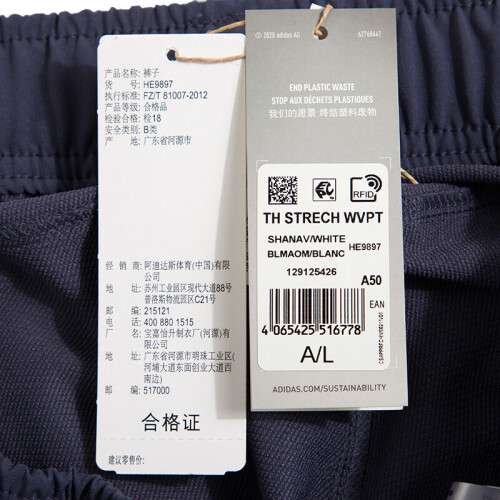 产品名称: 裤子
货 号: HE9897
执行标准: FZ/T 81007-2012
产品等级: 合格品
检验合格: 检18
安全类别: B类
产 地: 广东省河源市
经 销 商: 阿迪达斯体育(中国)有限公司
地 址: 苏州工业园区现代大道88号
普洛斯物流园区C21号
邮 编: 215121
电 话: 400 880 1515
厂 名: 宝嘉怡升制衣厂(河源)有限公司
地 址: 广东省河源市明珠工业区(
河埔大道东面创业大道西
南边)
邮 编: 517000
合格证
建议零售价:
© 2020 adidas AG
62768641
END PLASTIC WASTE
STOP AUX DÉCHETS PLASTIQUES
我们的愿景·终结塑料废物
RFID
TH STRECH WVPT
SHANAV/WHITE
BLMAOM/BLANC HE9897
129125426
A50
EAN
4 065425 516778
A/L
ADIDAS.COM/SUSTAINABILITY